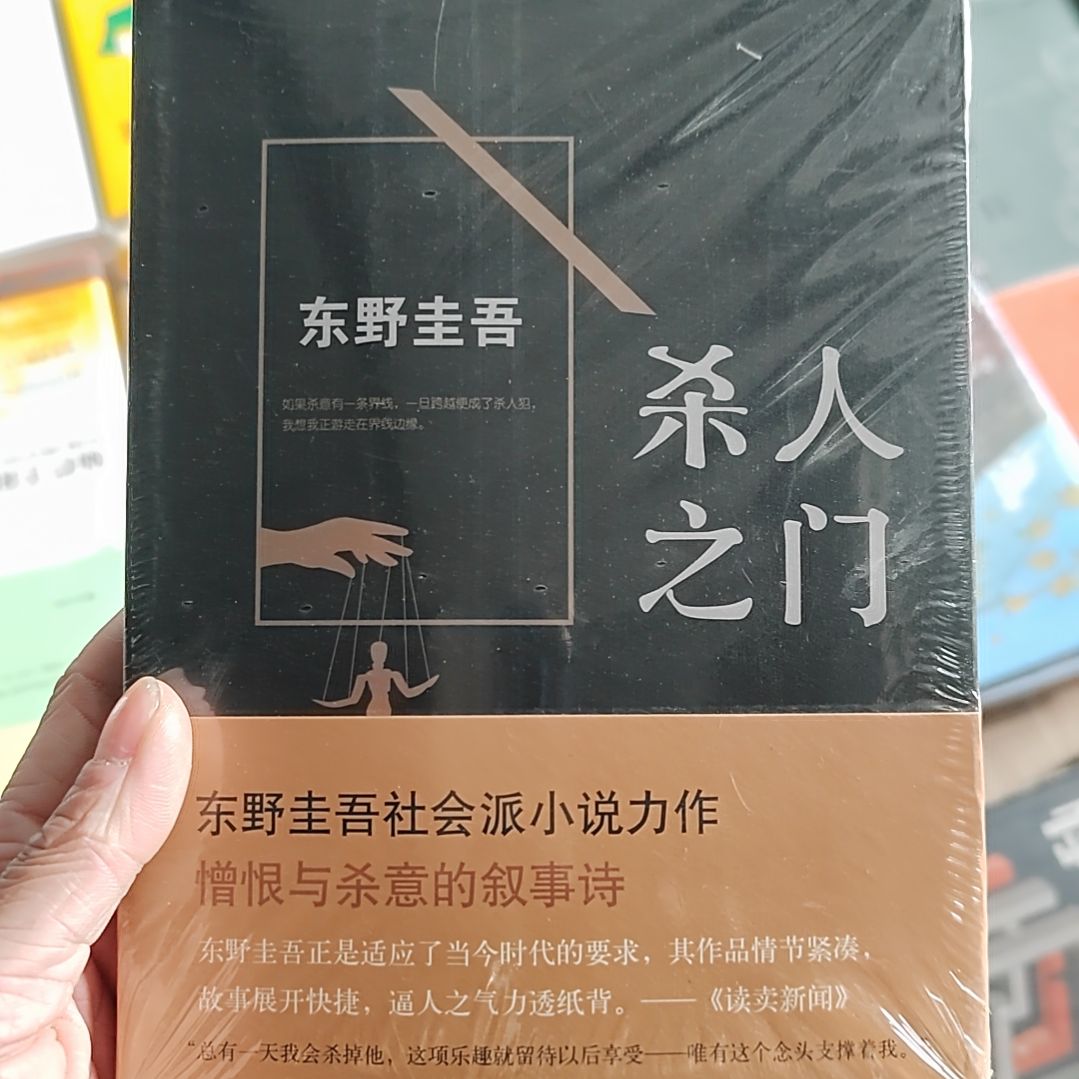 东野圭吾
如果杀意有一条界线，一旦跨越便成了杀人犯，
我想我正游走在界线边缘。
杀人
之门
东野圭吾社会派小说力作
憎恨与杀意的叙事诗
东野圭吾正是适应了当今时代的要求，其作品情节紧凑，
故事展开快捷，逼人之气力透纸背。——《读卖新闻》
“总有一天我会杀掉他，这项乐趣就留待以后享受——唯有这个念头支撑着我。”